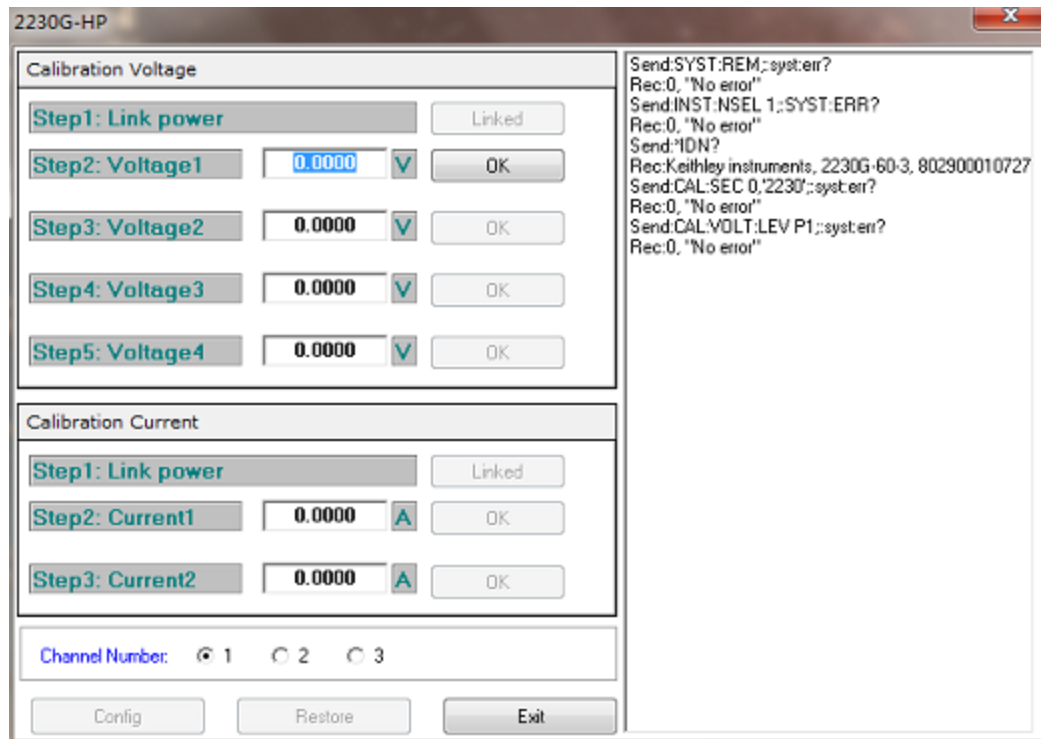 2230G-HP
x
Calibration Voltage
Step1: Link power Linked
Step2: Voltage1 0.0000 V OK
Step3: Voltage2 0.0000 V OK
Step4: Voltage3 0.0000 V OK
Step5: Voltage4 0.0000 V OK
Calibration Current
Step1: Link power Linked
Step2: Current1 0.0000 A OK
Step3: Current2 0.0000 A OK
Channel Number: 1 2 3
Config Restore Exit
Send:SYST:REM;:syst:err?
Rec:0, "No error"
Send:INST:NSEL 1;:SYST:ERR?
Rec:0, "No error"
Send:*IDN?
Rec:Keithley instruments, 2230G-60-3, 802900010727
Send:CAL:SEC 0,'2230';:syst:err?
Rec:0, "No error"
Send:CAL:VOLT:LEV P1;:syst:err?
Rec:0, "No error"